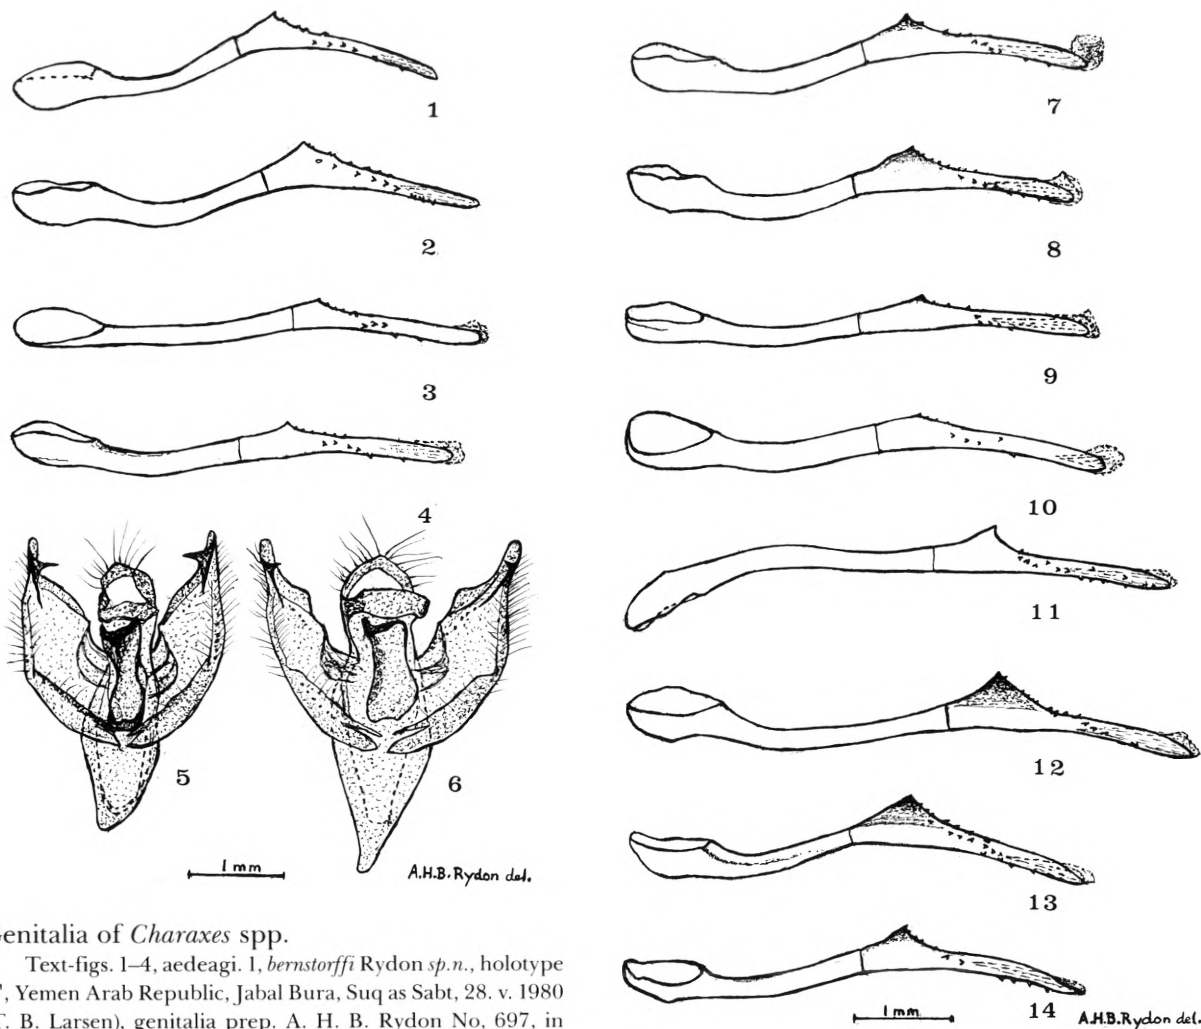 1
2
3
4
5
6
1 mm
A.H.B. Rydon del.
7
8
9
10
11
12
13
14
1 mm
A.H.B. Rydon del.
Genitalia of Charaxes spp.
Text-figs. 1–4, aedeagi. 1, bernstorffi Rydon sp.n., holotype
Yemen Arab Republic, Jabal Bura, Suq as Sabt, 28. v. 1980
T. B. Larsen), genitalia prep. A. H. B. Rydon No, 697, in